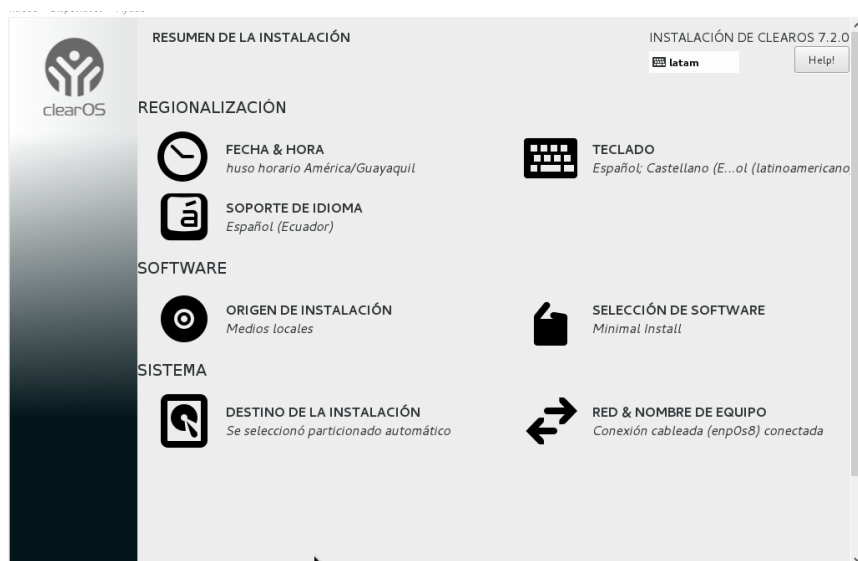 RESUMEN DE LA INSTALACIÓN
INSTALACIÓN DE CLEAROS 7.2.0
latam
Help!
clearOS
REGIONALIZACIÓN
FECHA & HORA
huso horario América/Guayaquil
TECLADO
Español; Castellano (E...ol (latinoamericano)
SOPORTE DE IDIOMA
Español (Ecuador)
SOFTWARE
ORIGEN DE INSTALACIÓN
Medios locales
SELECCIÓN DE SOFTWARE
Minimal Install
SISTEMA
DESTINO DE LA INSTALACIÓN
Se seleccionó particionado automático
RED & NOMBRE DE EQUIPO
Conexión cableada (enp0s8) conectada